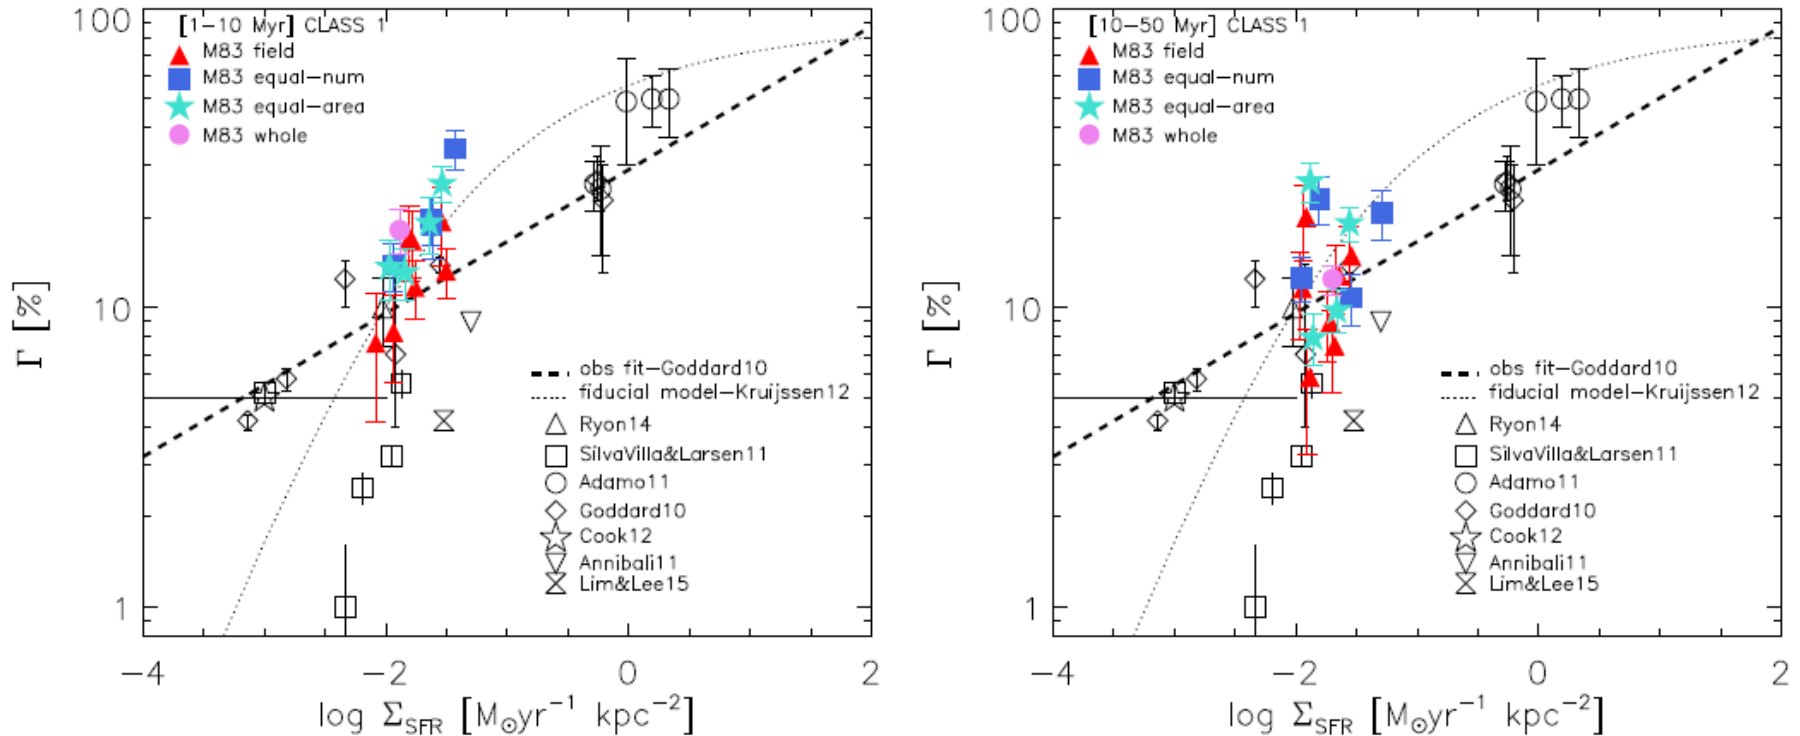 [1−10 Myr] CLASS 1
M83 field
M83 equal−num
M83 equal−area
M83 whole
100
10
1
Γ [%]
obs fit−Goddard10
fiducial model−Kruijssen12
Ryon14
SilvaVilla&Larsen11
Adamo11
Goddard10
Cook12
Annibali11
Lim&Lee15
−4 −2 0 2
log Σ_SFR [M_⊙yr⁻¹ kpc⁻²]
[10−50 Myr] CLASS 1
M83 field
M83 equal−num
M83 equal−area
M83 whole
100
10
1
Γ [%]
obs fit−Goddard10
fiducial model−Kruijssen12
Ryon14
SilvaVilla&Larsen11
Adamo11
Goddard10
Cook12
Annibali11
Lim&Lee15
−4 −2 0 2
log Σ_SFR [M_⊙yr⁻¹ kpc⁻²]